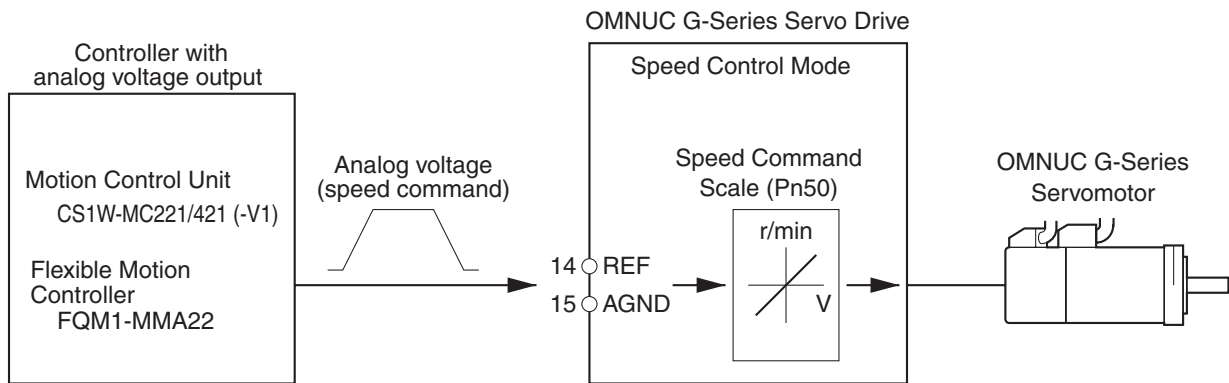 OMNUC G-Series Servo Drive
Controller with
analog voltage output
Speed Control Mode
Motion Control Unit
CS1W-MC221/421 (-V1)
Flexible Motion
Controller
FQM1-MMA22
Analog voltage
(speed command)
14 REF
15 AGND
Speed Command
Scale (Pn50)
r/min
V
OMNUC G-Series
Servomotor